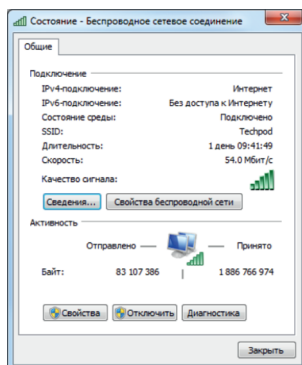 Состояние - Беспроводное сетевое соединение
Общие
Подключение
IPv4-подключение: Интернет
IPv6-подключение: Без доступа к Интернету
Состояние среды: Подключено
SSID: Techpod
Длительность: 1 день 09:41:49
Скорость: 54.0 Мбит/с
Качество сигнала:
Сведения... Свойства беспроводной сети
Активность
Отправлено — — Принято
Байт: 83 107 386 | 1 886 766 974
Свойства Отключить Диагностика
Закрыть